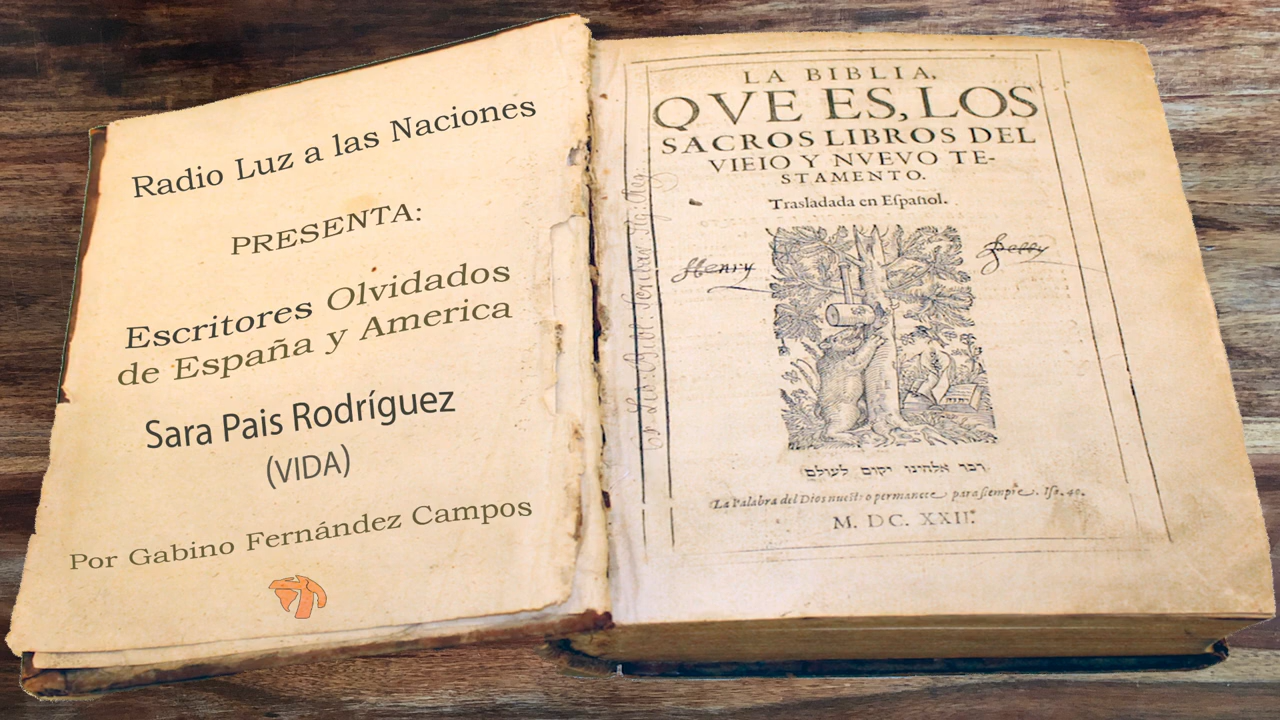 Radio Luz a las Naciones
PRESENTA:
Escritores Olvidados
de España y America
Sara Pais Rodríguez
(VIDA)
Por Gabino Fernández Campos
LA BIBLIA,
QVE ES, LOS
SACROS LIBROS DEL
VIEIO Y NVEVO TE-
STAMENTO.
Trasladada en Eſpañol.
Henry
דבר אלהינו יקום לעולם
La Palabra del Dios nueſtro permanece para ſiempre. Iſa. 40.
M. DC. XXII.